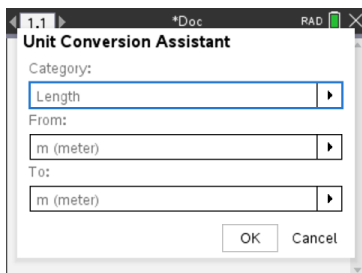 1.1 *Doc RAD
Unit Conversion Assistant
Category:
Length
From:
m (meter)
To:
m (meter)
OK Cancel